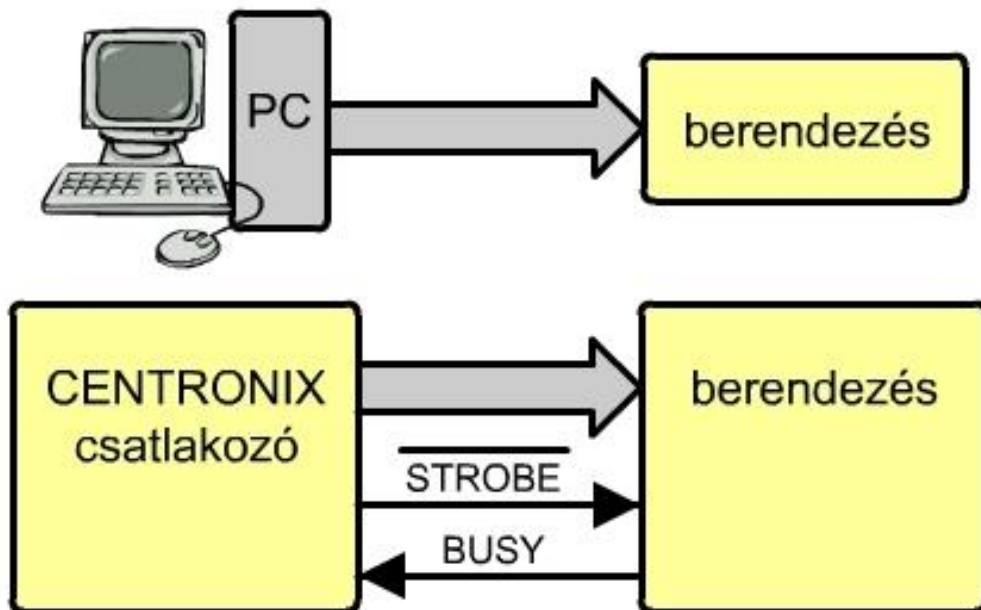 PC
berendezés
CENTRONIX
csatlakozó
berendezés
STROBE
BUSY